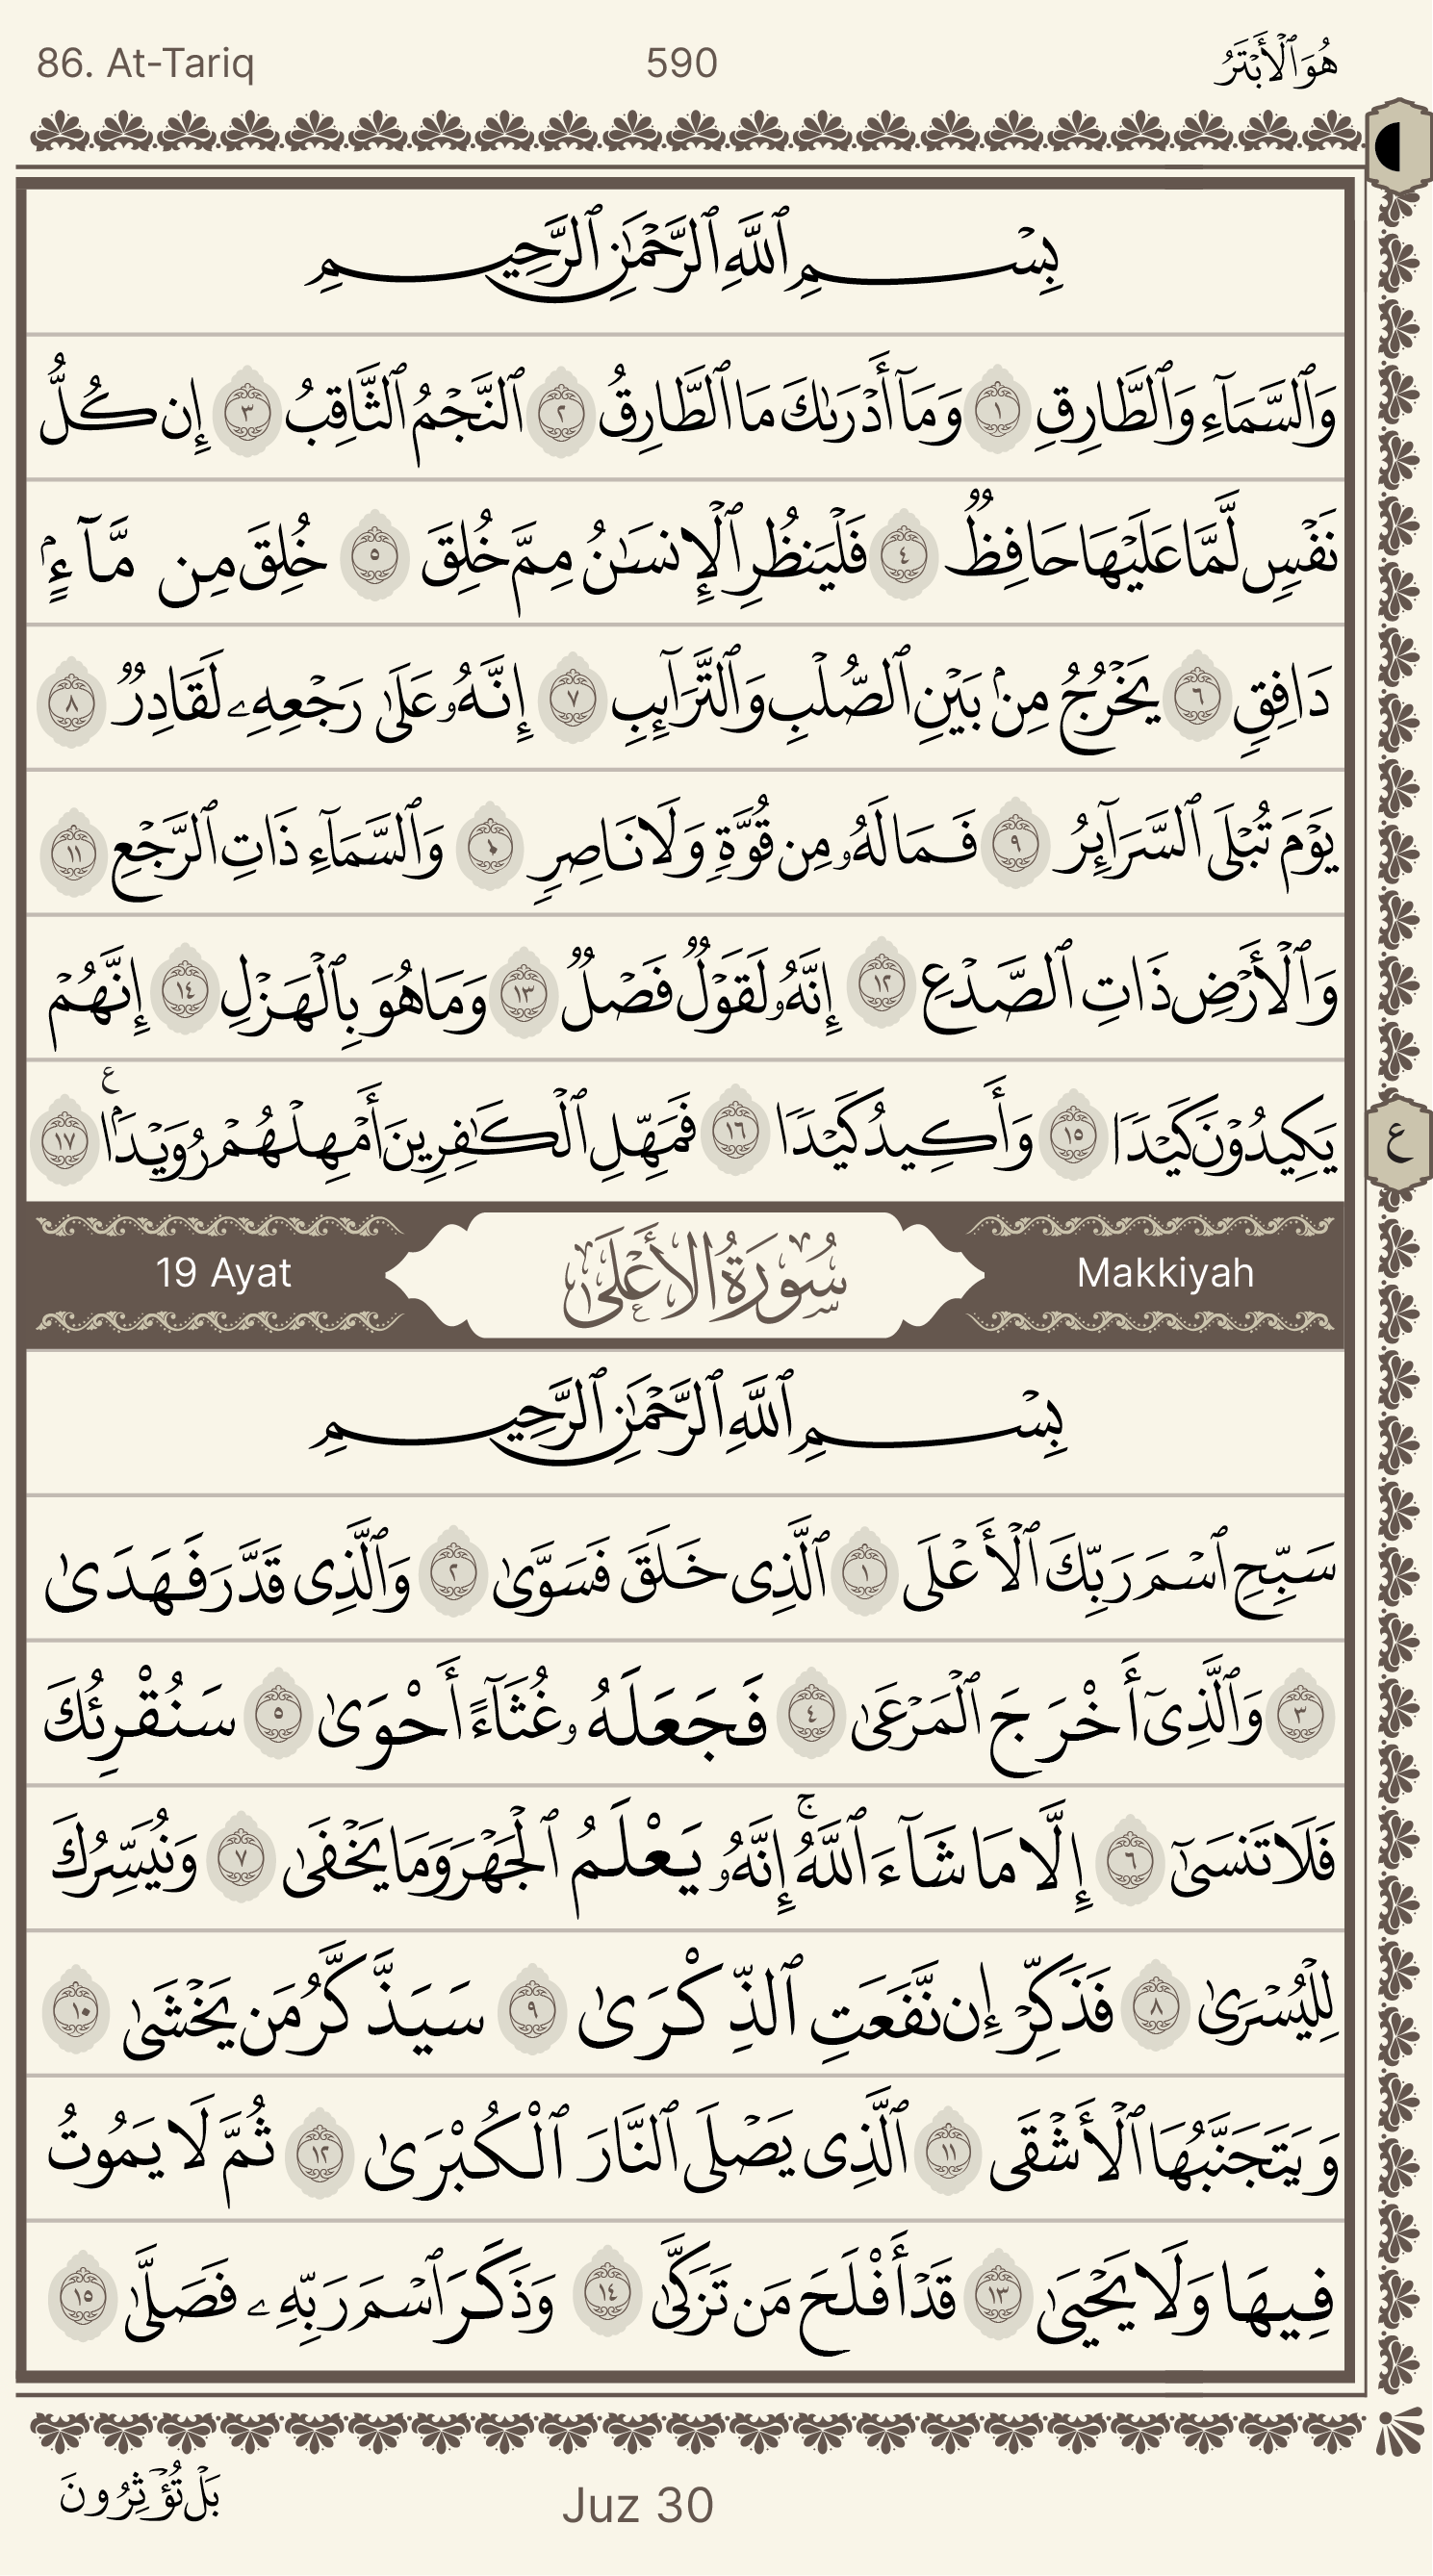 86. At-Tariq 590 هُوَ ٱلْأَبْتَرُ
بِسْمِ ٱللَّهِ ٱلرَّحْمَٰنِ ٱلرَّحِيمِ
وَٱلسَّمَآءِ وَٱلطَّارِقِ ١ وَمَآ أَدْرَىٰكَ مَا ٱلطَّارِقُ ٢ ٱلنَّجْمُ ٱلثَّاقِبُ ٣ إِن كُلُّ
نَفْسٍ لَّمَّا عَلَيْهَا حَافِظٌ ٤ فَلْيَنظُرِ ٱلْإِنسَٰنُ مِمَّ خُلِقَ ٥ خُلِقَ مِن مَّآءٍ
دَافِقٍ ٦ يَخْرُجُ مِنۢ بَيْنِ ٱلصُّلْبِ وَٱلتَّرَآئِبِ ٧ إِنَّهُۥ عَلَىٰ رَجْعِهِۦ لَقَادِرٌ ٨
يَوْمَ تُبْلَى ٱلسَّرَآئِرُ ٩ فَمَا لَهُۥ مِن قُوَّةٍ وَلَا نَاصِرٍ ١٠ وَٱلسَّمَآءِ ذَاتِ ٱلرَّجْعِ ١١
وَٱلْأَرْضِ ذَاتِ ٱلصَّدْعِ ١٢ إِنَّهُۥ لَقَوْلٌ فَصْلٌ ١٣ وَمَا هُوَ بِٱلْهَزْلِ ١٤ إِنَّهُمْ
يَكِيدُونَ كَيْدًا ١٥ وَأَكِيدُ كَيْدًا ١٦ فَمَهِّلِ ٱلْكَٰفِرِينَ أَمْهِلْهُمْ رُوَيْدًۢا ع ١٧
ع
Makkiyah سُورَةُ الأَعْلَىٰ 19 Ayat
بِسْمِ ٱللَّهِ ٱلرَّحْمَٰنِ ٱلرَّحِيمِ
سَبِّحِ ٱسْمَ رَبِّكَ ٱلْأَعْلَى ١ ٱلَّذِى خَلَقَ فَسَوَّىٰ ٢ وَٱلَّذِى قَدَّرَ فَهَدَىٰ
٣ وَٱلَّذِىٓ أَخْرَجَ ٱلْمَرْعَىٰ ٤ فَجَعَلَهُۥ غُثَآءً أَحْوَىٰ ٥ سَنُقْرِئُكَ
فَلَا تَنسَىٰٓ ٦ إِلَّا مَا شَآءَ ٱللَّهُ ۚ إِنَّهُۥ يَعْلَمُ ٱلْجَهْرَ وَمَا يَخْفَىٰ ٧ وَنُيَسِّرُكَ
لِلْيُسْرَىٰ ٨ فَذَكِّرْ إِن نَّفَعَتِ ٱلذِّكْرَىٰ ٩ سَيَذَّكَّرُ مَن يَخْشَىٰ ١٠
وَيَتَجَنَّبُهَا ٱلْأَشْقَى ١١ ٱلَّذِى يَصْلَى ٱلنَّارَ ٱلْكُبْرَىٰ ١٢ ثُمَّ لَا يَمُوتُ
فِيهَا وَلَا يَحْيَىٰ ١٣ قَدْ أَفْلَحَ مَن تَزَكَّىٰ ١٤ وَذَكَرَ ٱسْمَ رَبِّهِۦ فَصَلَّىٰ ١٥
بَلْ تُؤْثِرُونَ Juz 30